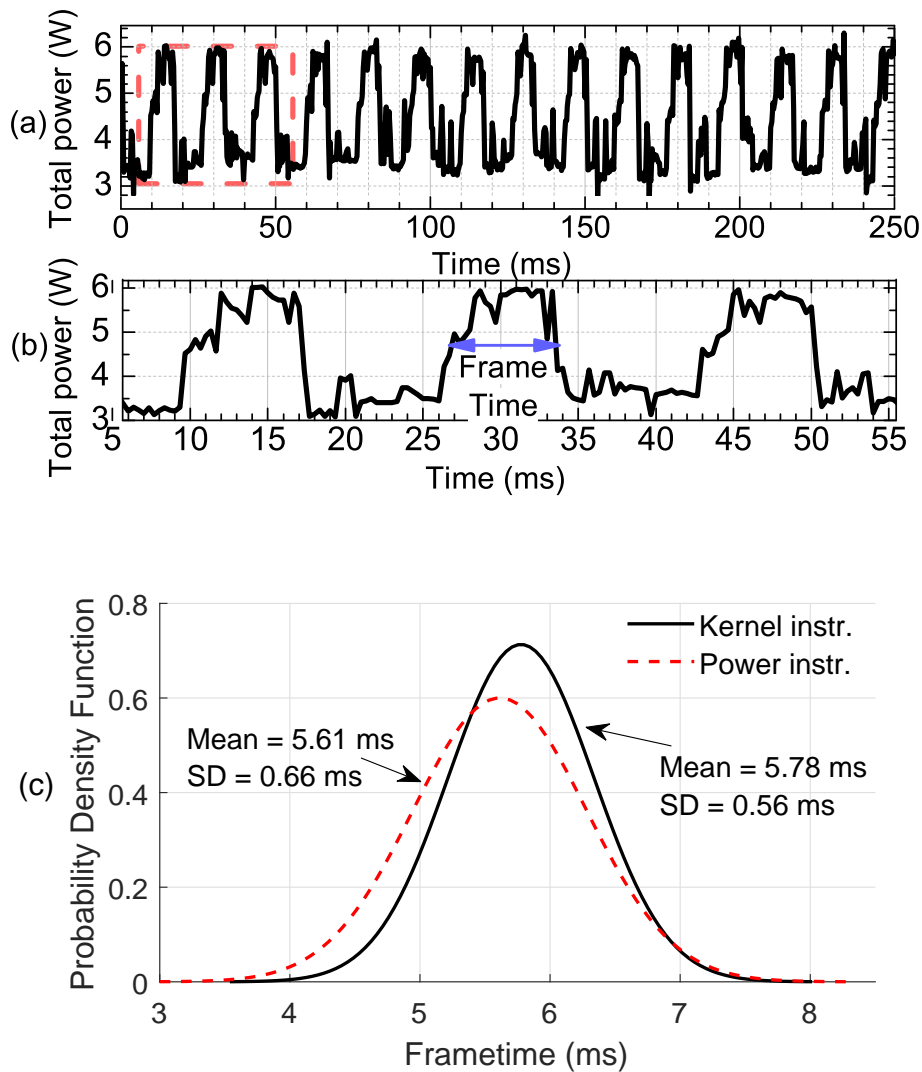 (a)
Total power (W)
6
5
4
3
0 50 100 150 200 250
Time (ms)
(b)
Total power (W)
6
5
4
3
Frame
Time
5 10 15 20 25 30 35 40 45 50 55
Time (ms)
(c)
Probability Density Function
0.8
0.6
0.4
0.2
0
Kernel instr.
Power instr.
Mean = 5.61 ms
SD = 0.66 ms
Mean = 5.78 ms
SD = 0.56 ms
3 4 5 6 7 8
Frametime (ms)